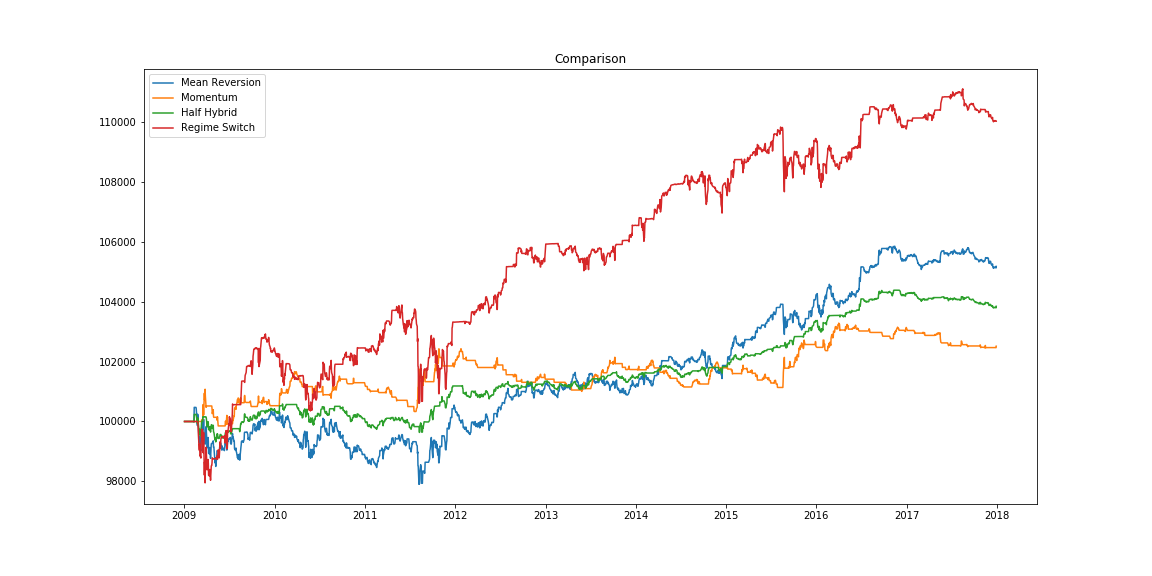 Comparison
Mean Reversion
Momentum
Half Hybrid
Regime Switch
110000
108000
106000
104000
102000
100000
98000
2009 2010 2011 2012 2013 2014 2015 2016 2017 2018